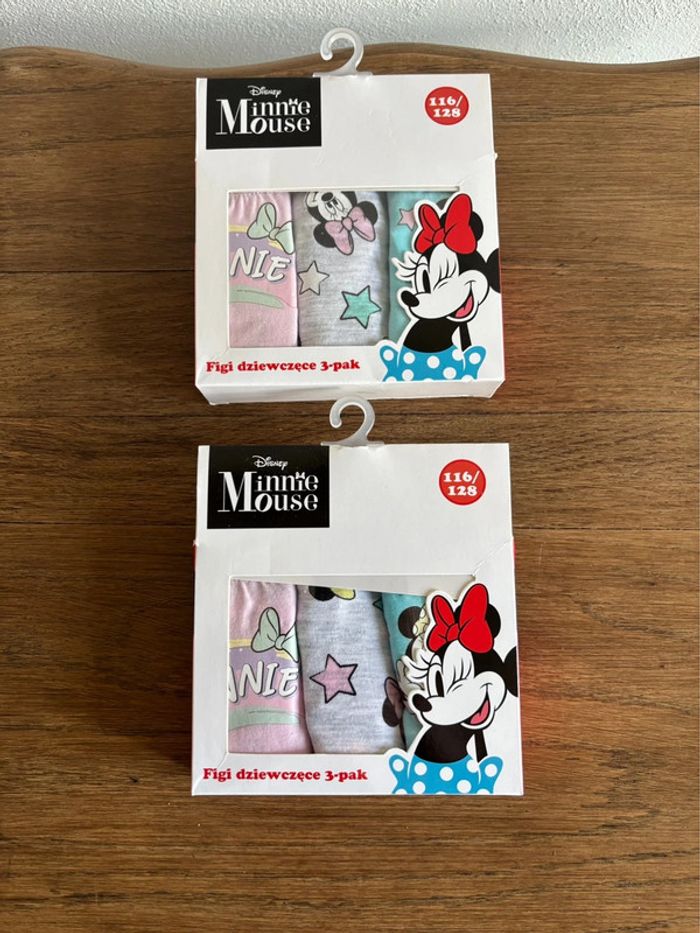 Disney
Minnie
Mouse
116/
128
NIE
Figi dziewczęce 3-pak
Disney
Minnie
Mouse
116/
128
NIE
Figi dziewczęce 3-pak